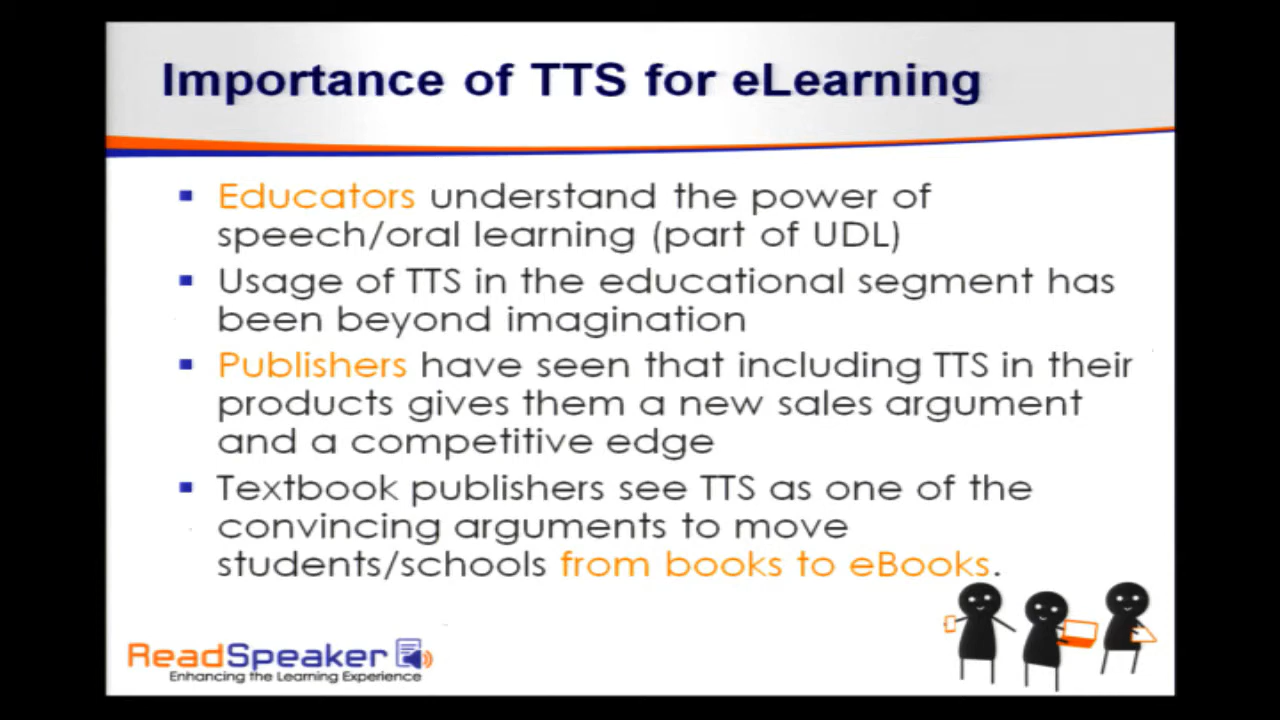 Importance of TTS for eLearning
Educators understand the power of
speech/oral learning (part of UDL)
Usage of TTS in the educational segment has
been beyond imagination
Publishers have seen that including TTS in their
products gives them a new sales argument
and a competitive edge
Textbook publishers see TTS as one of the
convincing arguments to move
students/schools from books to eBooks.
ReadSpeaker
Enhancing the Learning Experience